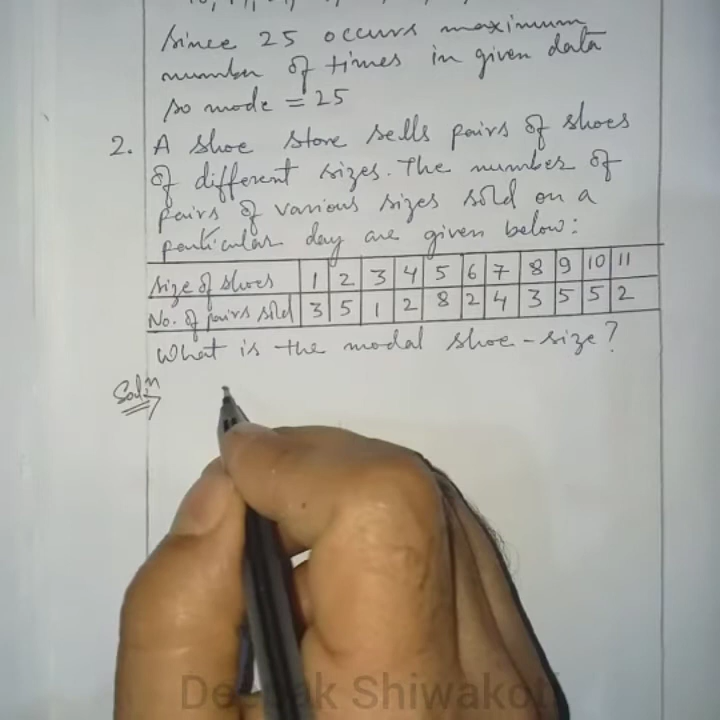 since 25 occurs maximum
number of times in given data
so mode = 25
2. A shoe store sells pairs of shoes
of different sizes. The number of
pairs of various sizes sold on a
particular day are given below:
size of shoes 1 2 3 4 5 6 7 8 9 10 11
No. of pairs sold 3 5 1 2 8 2 4 3 5 5 2
What is the modal shoe-size?
Solⁿ
Deepak Shiwakoti